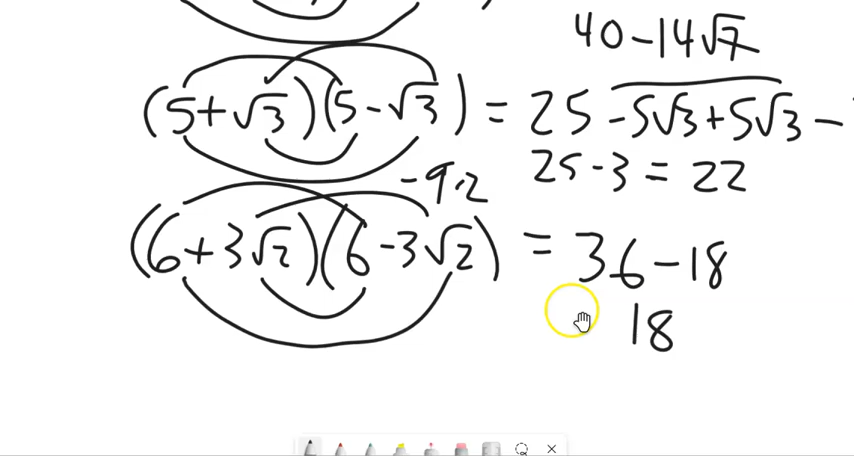 40 - 14√7
(5 + √3)(5 - √3) = 25 - 5√3 + 5√3 -
25 - 3 = 22
-9·2
(6 + 3√2)(6 - 3√2) = 36 - 18
18